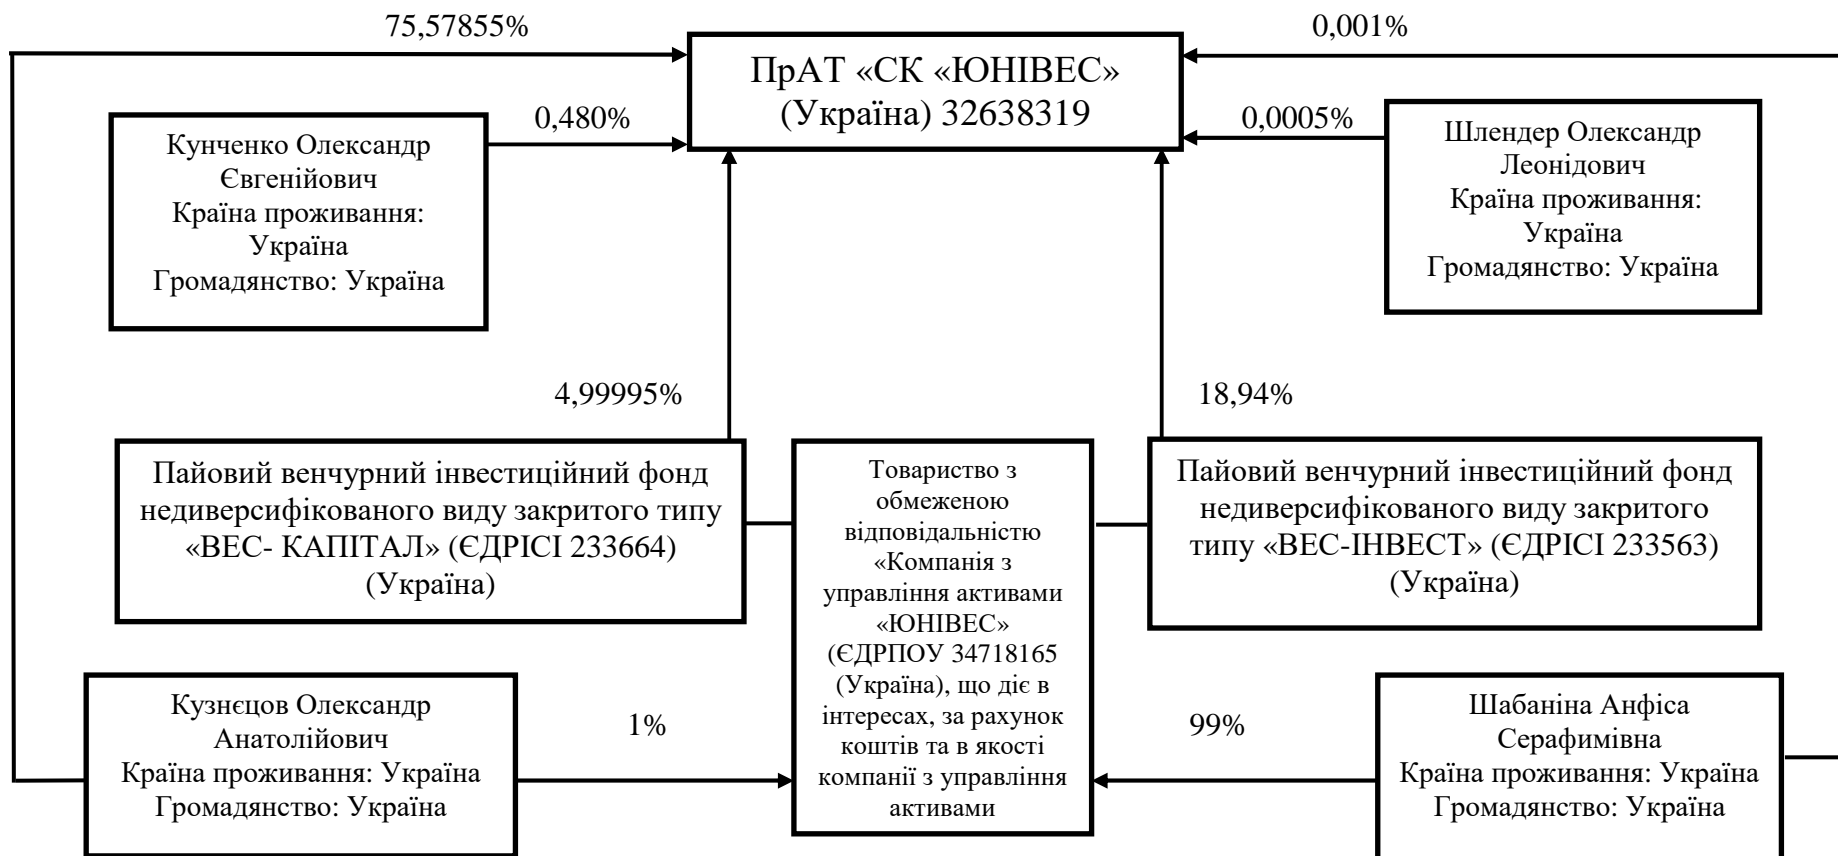 75,57855%
0,001%
ПрАТ «СК «ЮНІВЕС»
(Україна) 32638319
0,480%
0,0005%
Кунченко Олександр
Євгенійович
Країна проживання:
Україна
Громадянство: Україна
Шлендер Олександр
Леонідович
Країна проживання:
Україна
Громадянство: Україна
4,99995%
18,94%
Пайовий венчурний інвестиційний фонд
недиверсифікованого виду закритого типу
«ВЕС- КАПІТАЛ» (ЄДРІСІ 233664)
(Україна)
Товариство з
обмеженою
відповідальністю
«Компанія з
управління активами
«ЮНІВЕС»
(ЄДРПОУ 34718165
(Україна), що діє в
інтересах, за рахунок
коштів та в якості
компанії з управління
активами
Пайовий венчурний інвестиційний фонд
недиверсифікованого виду закритого
типу «ВЕС-ІНВЕСТ» (ЄДРІСІ 233563)
(Україна)
Кузнєцов Олександр
Анатолійович
Країна проживання: Україна
Громадянство: Україна
1%
99%
Шабаніна Анфіса
Серафимівна
Країна проживання: Україна
Громадянство: Україна